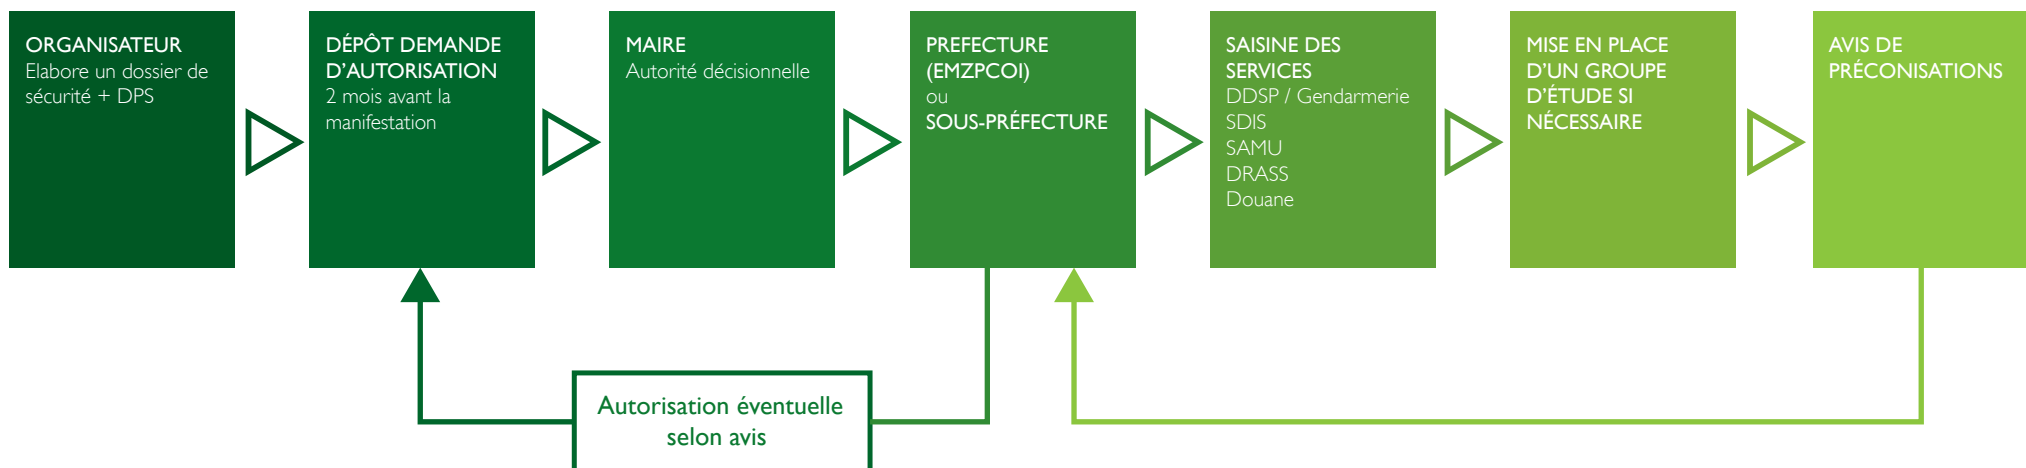 ORGANISATEUR
Elabore un dossier de
sécurité + DPS
DÉPÔT DEMANDE
D'AUTORISATION
2 mois avant la
manifestation
MAIRE
Autorité décisionnelle
PREFECTURE
(EMZPCOI)
ou
SOUS-PRÉFECTURE
SAISINE DES
SERVICES
DDSP / Gendarmerie
SDIS
SAMU
DRASS
Douane
MISE EN PLACE
D'UN GROUPE
D'ÉTUDE SI
NÉCESSAIRE
AVIS DE
PRÉCONISATIONS
Autorisation éventuelle
selon avis